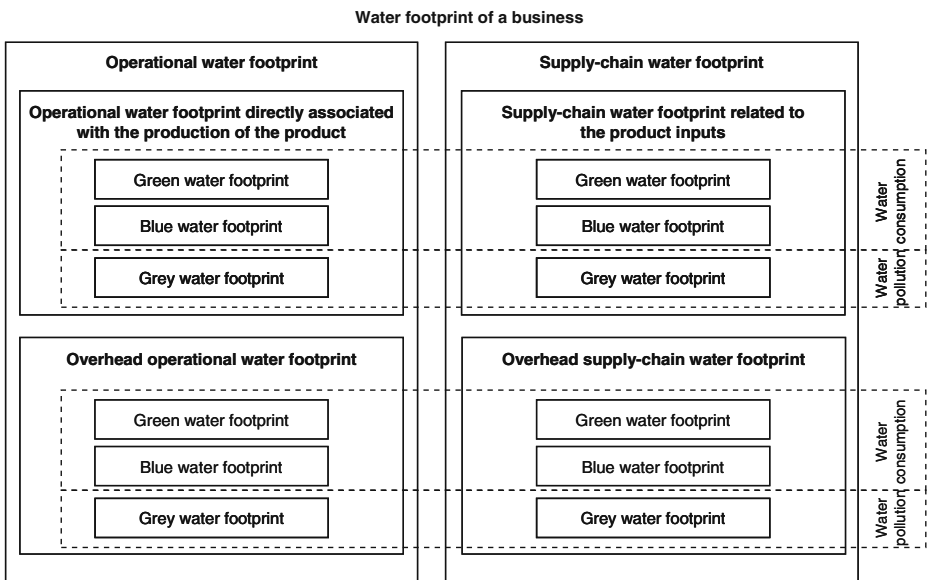 Water footprint of a business
Operational water footprint
Operational water footprint directly associated
with the production of the product
Green water footprint
Blue water footprint
Grey water footprint
Overhead operational water footprint
Green water footprint
Blue water footprint
Grey water footprint
Supply-chain water footprint
Supply-chain water footprint related to
the product inputs
Green water footprint
Blue water footprint
Grey water footprint
Overhead supply-chain water footprint
Green water footprint
Blue water footprint
Grey water footprint
Water
consumption
Water
pollution
Water
consumption
Water
pollution